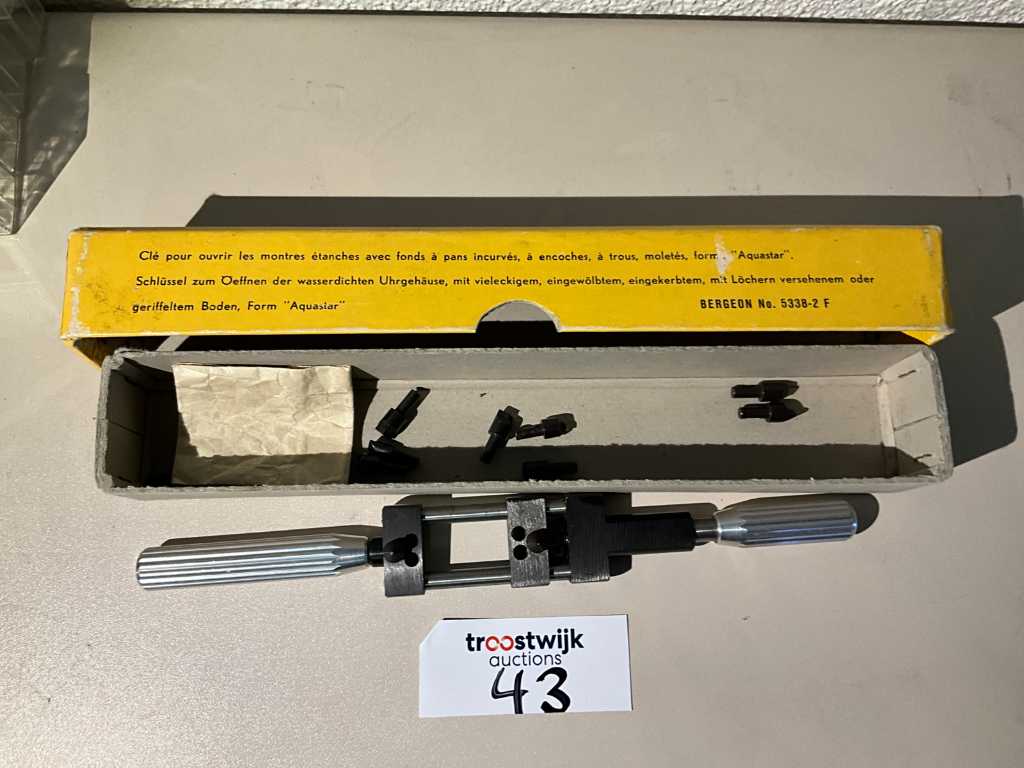 Clé pour ouvrir les montres étanches avec fonds à pans incurvés, à encoches, à trous, moletés, form "Aquastar".
Schlüssel zum Oeffnen der wasserdichten Uhrgehäuse, mit vieleckigem, eingewölbtem, eingekerbtem, mit Löchern versehenem oder
geriffeltem Boden, Form "Aquastar"
BERGEON No. 5338-2 F
troostwijk
auctions
43